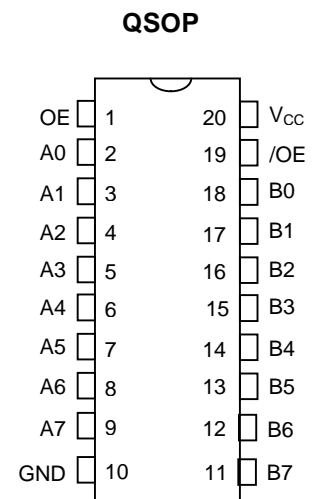 QSOP
OE 1 20 VCC
A0 2 19 /OE
A1 3 18 B0
A2 4 17 B1
A3 5 16 B2
A4 6 15 B3
A5 7 14 B4
A6 8 13 B5
A7 9 12 B6
GND 10 11 B7